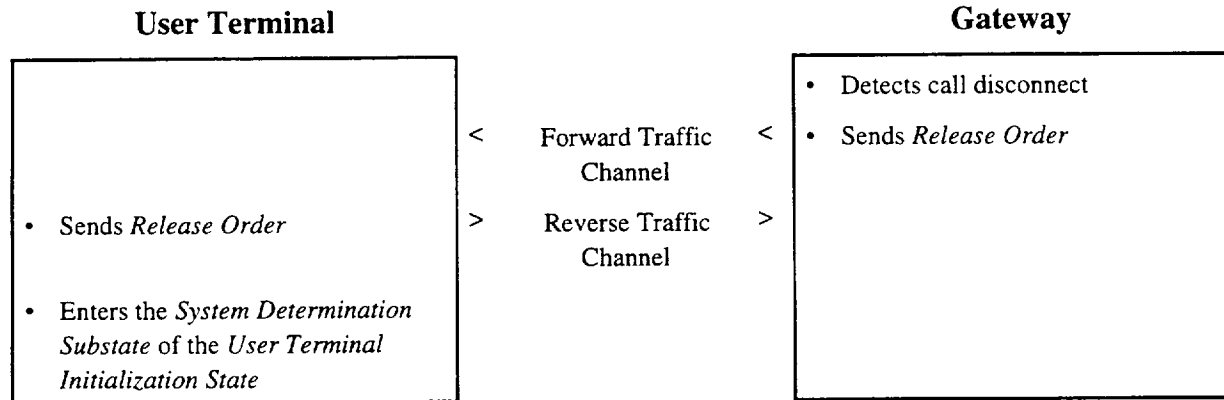 User Terminal
Gateway
• Detects call disconnect
< Forward Traffic <
Channel
• Sends Release Order
• Sends Release Order
> Reverse Traffic >
Channel
• Enters the System Determination
Substate of the User Terminal
Initialization State